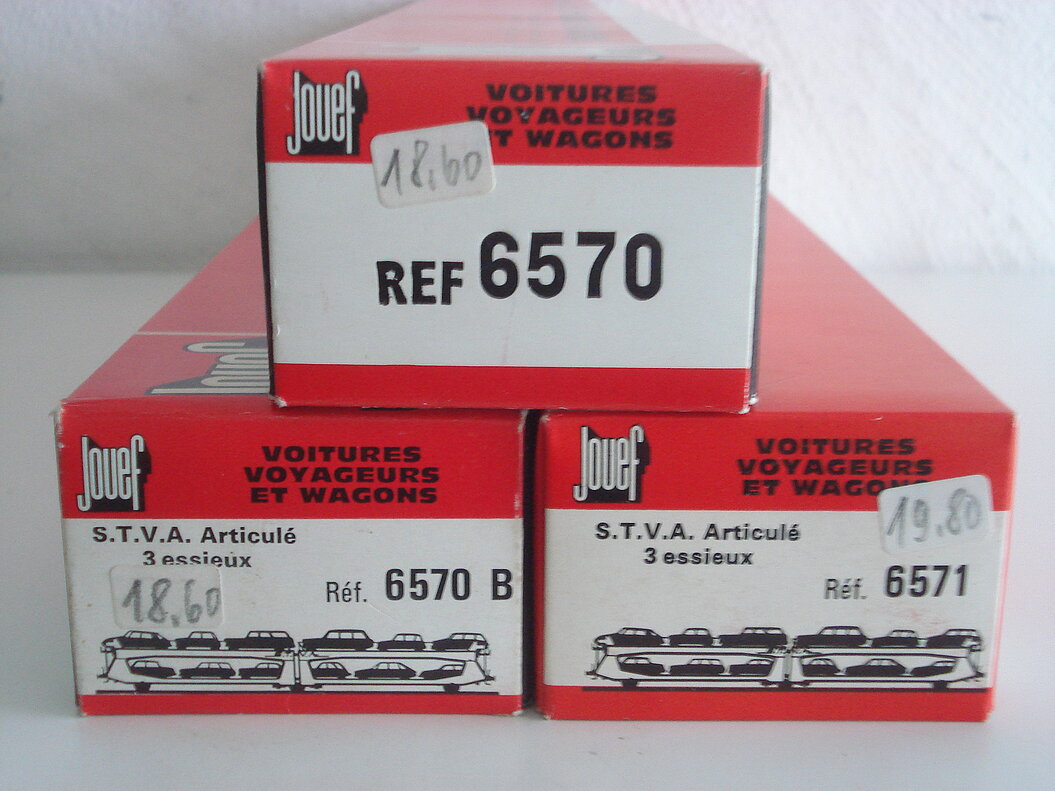 Jouef
VOITURES
VOYAGEURS
ET WAGONS
18,60
REF 6570
Jouef
Jouef
VOITURES
VOYAGEURS
ET WAGONS
S.T.V.A. Articulé
3 essieux
Réf. 6570 B
18,60
Jouef
VOITURES
VOYAGEURS
ET WAGONS
19,80
S.T.V.A. Articulé
3 essieux
Réf. 6571